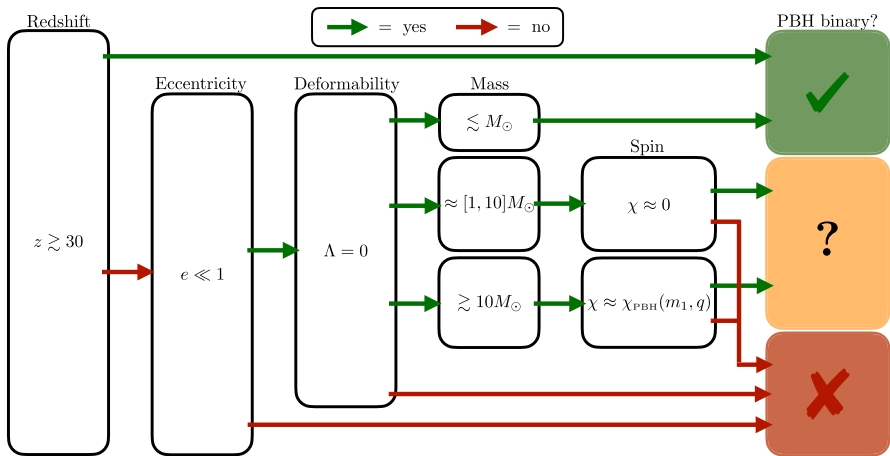 Redshift
= yes
= no
PBH binary?
Eccentricity
Deformability
Mass
≲ M⊙
Spin
≈ [1, 10]M⊙
χ ≈ 0
z ≳ 30
e ≪ 1
Λ = 0
≳ 10M⊙
χ ≈ χPBH(m₁, q)
?